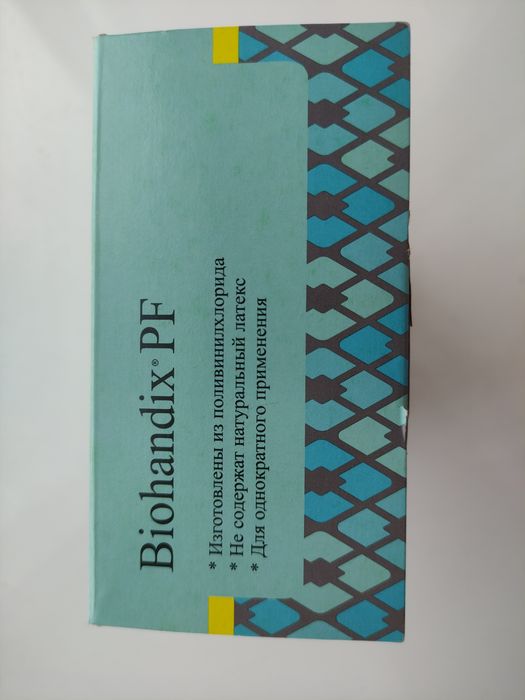 Biohandix® PF
* Изготовлены из поливинилхлорида
* Не содержат натуральный латекс
* Для однократного применения